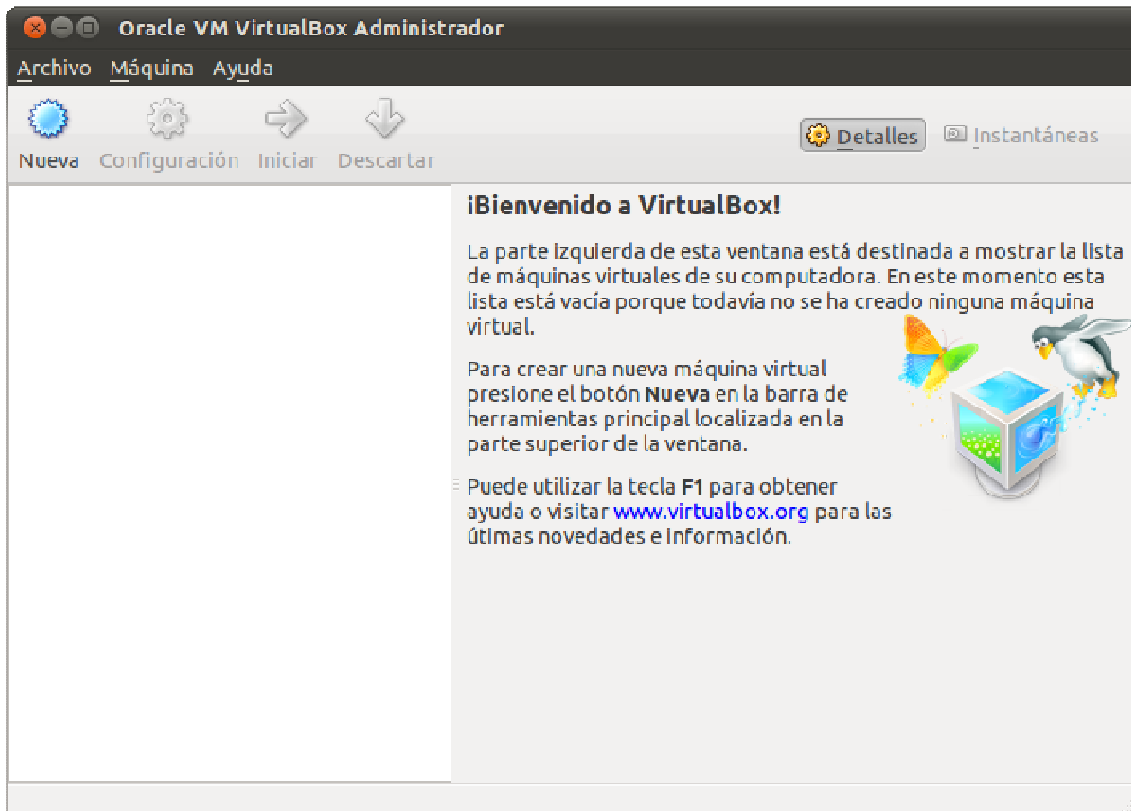 Oracle VM VirtualBox Administrador
Archivo Máquina Ayuda
Nueva Configuración Iniciar Descartar
Detalles Instantáneas
¡Bienvenido a VirtualBox!
La parte izquierda de esta ventana está destinada a mostrar la lista
de máquinas virtuales de su computadora. En este momento esta
lista está vacía porque todavía no se ha creado ninguna máquina
virtual.
Para crear una nueva máquina virtual
presione el botón Nueva en la barra de
herramientas principal localizada en la
parte superior de la ventana.
Puede utilizar la tecla F1 para obtener
ayuda o visitar www.virtualbox.org para las
útimas novedades e información.